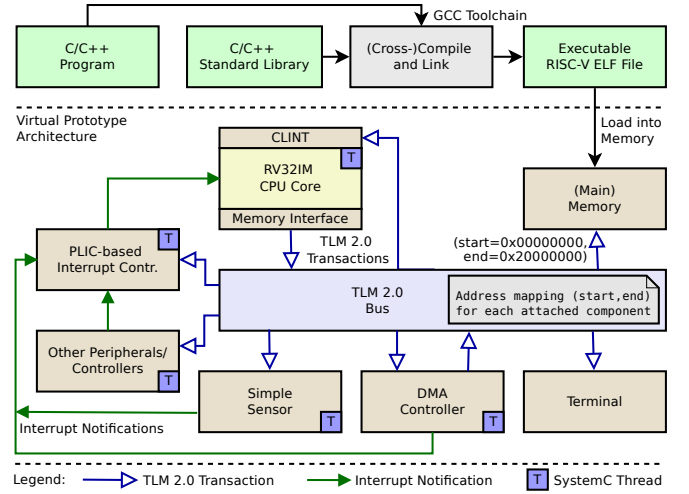 GCC Toolchain
C/C++
Program
C/C++
Standard Library
(Cross-)Compile
and Link
Executable
RISC-V ELF File
Virtual Prototype
Architecture
Load into
Memory
CLINT
T
RV32IM
CPU Core
Memory Interface
(Main)
Memory
PLIC-based
Interrupt Contr.
T
TLM 2.0
Transactions
(start=0x00000000,
end=0x20000000)
TLM 2.0
Bus
Address mapping (start,end)
for each attached component
Other Peripherals/
Controllers
T
Simple
Sensor
T
DMA
Controller
T
Terminal
Interrupt Notifications
Legend:
TLM 2.0 Transaction
Interrupt Notification
T
SystemC Thread